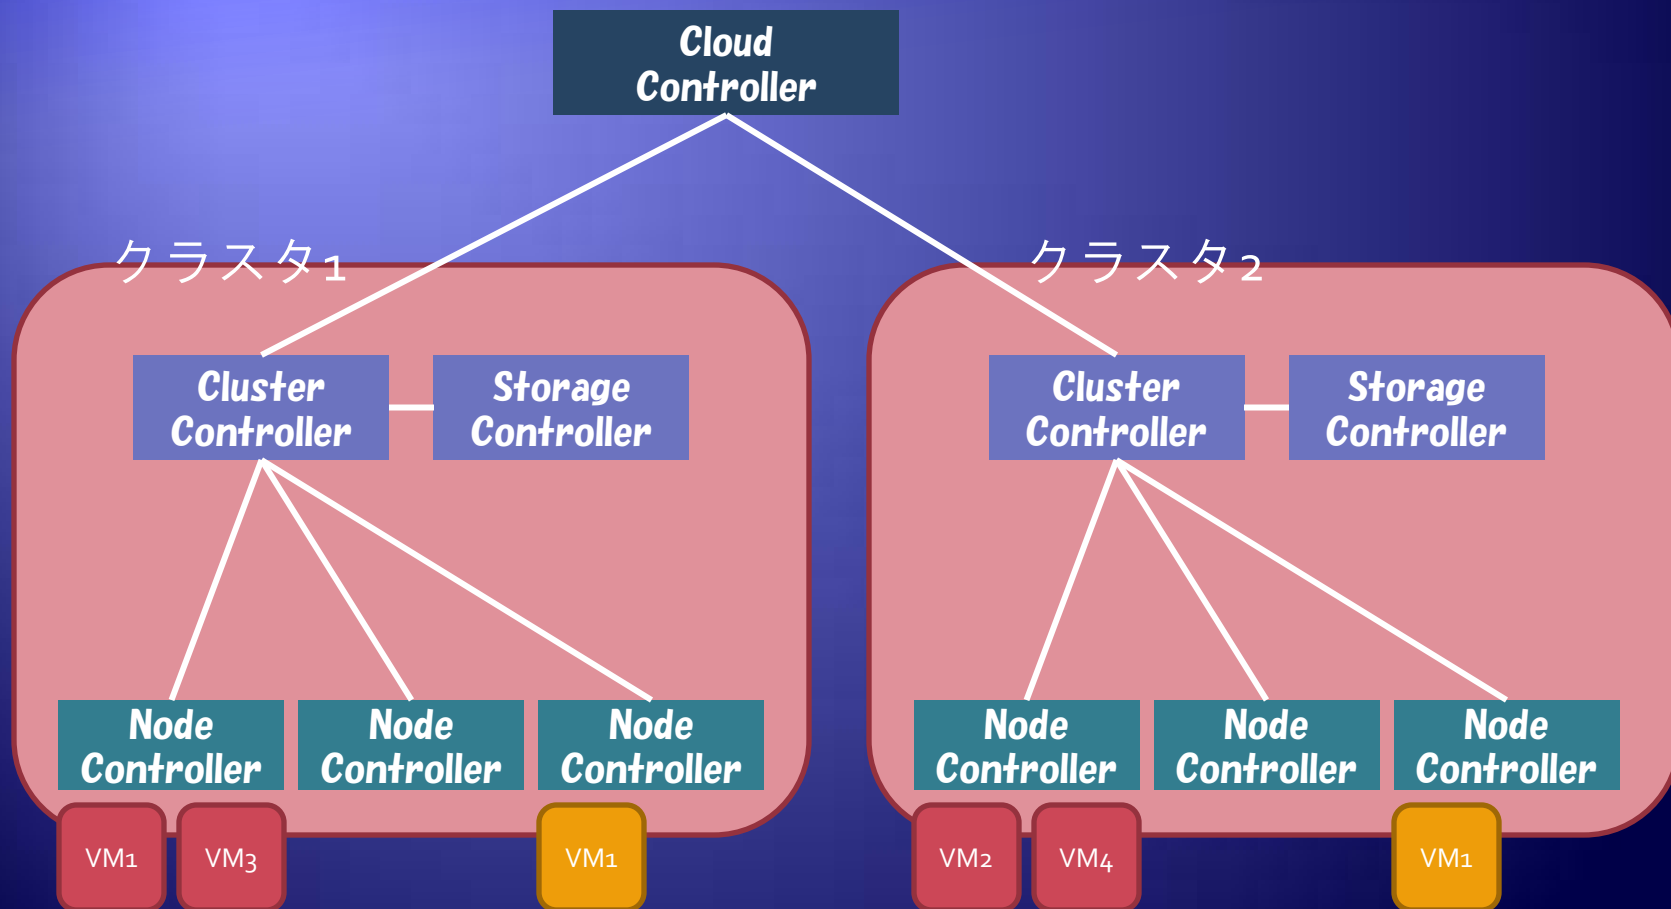 Cloud
Controller
クラスタ1
クラスタ2
Cluster
Controller
Storage
Controller
Cluster
Controller
Storage
Controller
Node
Controller
Node
Controller
Node
Controller
Node
Controller
Node
Controller
Node
Controller
VM1
VM3
VM1
VM2
VM4
VM1